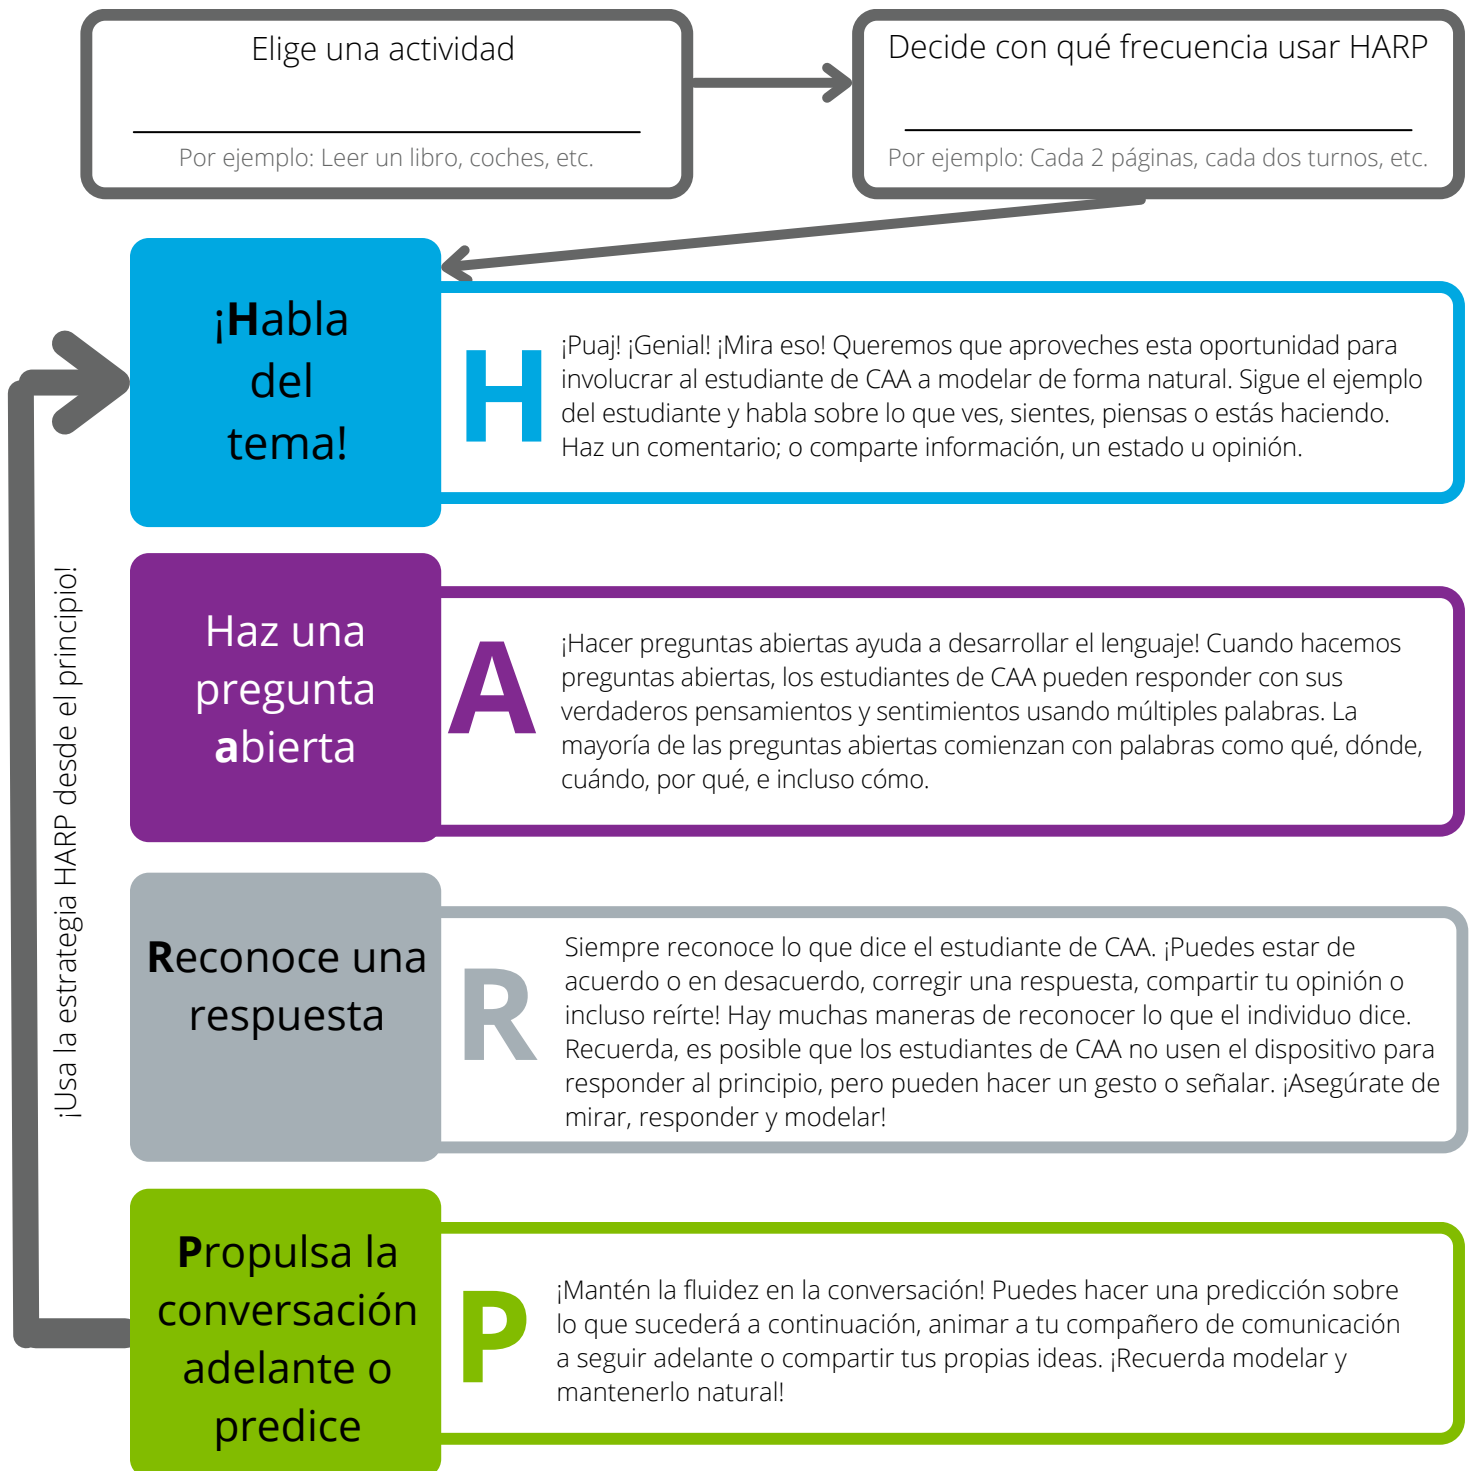 Elige una actividad
Por ejemplo: Leer un libro, coches, etc.
Decide con qué frecuencia usar HARP
Por ejemplo: Cada 2 páginas, cada dos turnos, etc.
¡Habla
del
tema!
H
¡Puaj! ¡Genial! ¡Mira eso! Queremos que aproveches esta oportunidad para
involucrar al estudiante de CAA a modelar de forma natural. Sigue el ejemplo
del estudiante y habla sobre lo que ves, sientes, piensas o estás haciendo.
Haz un comentario; o comparte información, un estado u opinión.
Haz una
pregunta
abierta
A
¡Hacer preguntas abiertas ayuda a desarrollar el lenguaje! Cuando hacemos
preguntas abiertas, los estudiantes de CAA pueden responder con sus
verdaderos pensamientos y sentimientos usando múltiples palabras. La
mayoría de las preguntas abiertas comienzan con palabras como qué, dónde,
cuándo, por qué, e incluso cómo.
Reconoce una
respuesta
R
Siempre reconoce lo que dice el estudiante de CAA. ¡Puedes estar de
acuerdo o en desacuerdo, corregir una respuesta, compartir tu opinión o
incluso reírte! Hay muchas maneras de reconocer lo que el individuo dice.
Recuerda, es posible que los estudiantes de CAA no usen el dispositivo para
responder al principio, pero pueden hacer un gesto o señalar. ¡Asegúrate de
mirar, responder y modelar!
Propulsa la
conversación
adelante o
predice
P
¡Mantén la fluidez en la conversación! Puedes hacer una predicción sobre
lo que sucederá a continuación, animar a tu compañero de comunicación
a seguir adelante o compartir tus propias ideas. ¡Recuerda modelar y
mantenerlo natural!
¡Usa la estrategia HARP desde el principio!